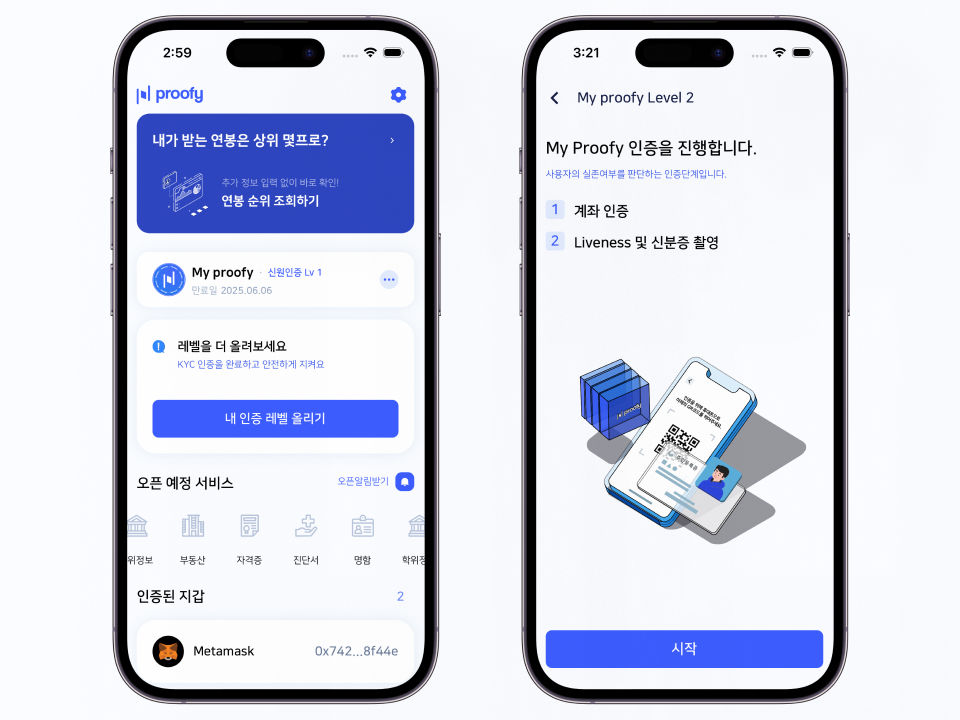 2:59
proofy
내가 받는 연봉은 상위 몇프로?
추가 정보 입력 없이 바로 확인!
연봉 순위 조회하기
My proofy · 신원인증 Lv 1
만료일 2025.06.06
레벨을 더 올려보세요
KYC 인증을 완료하고 안전하게 지켜요
내 인증 레벨 올리기
오픈 예정 서비스 오픈알림받기
위정보 부동산 자격증 진단서 명함 학위정
인증된 지갑 2
Metamask 0x742...8f44e
3:21
My proofy Level 2
My Proofy 인증을 진행합니다.
사용자의 실존여부를 판단하는 인증단계입니다.
1 계좌 인증
2 Liveness 및 신분증 촬영
proofy
시작